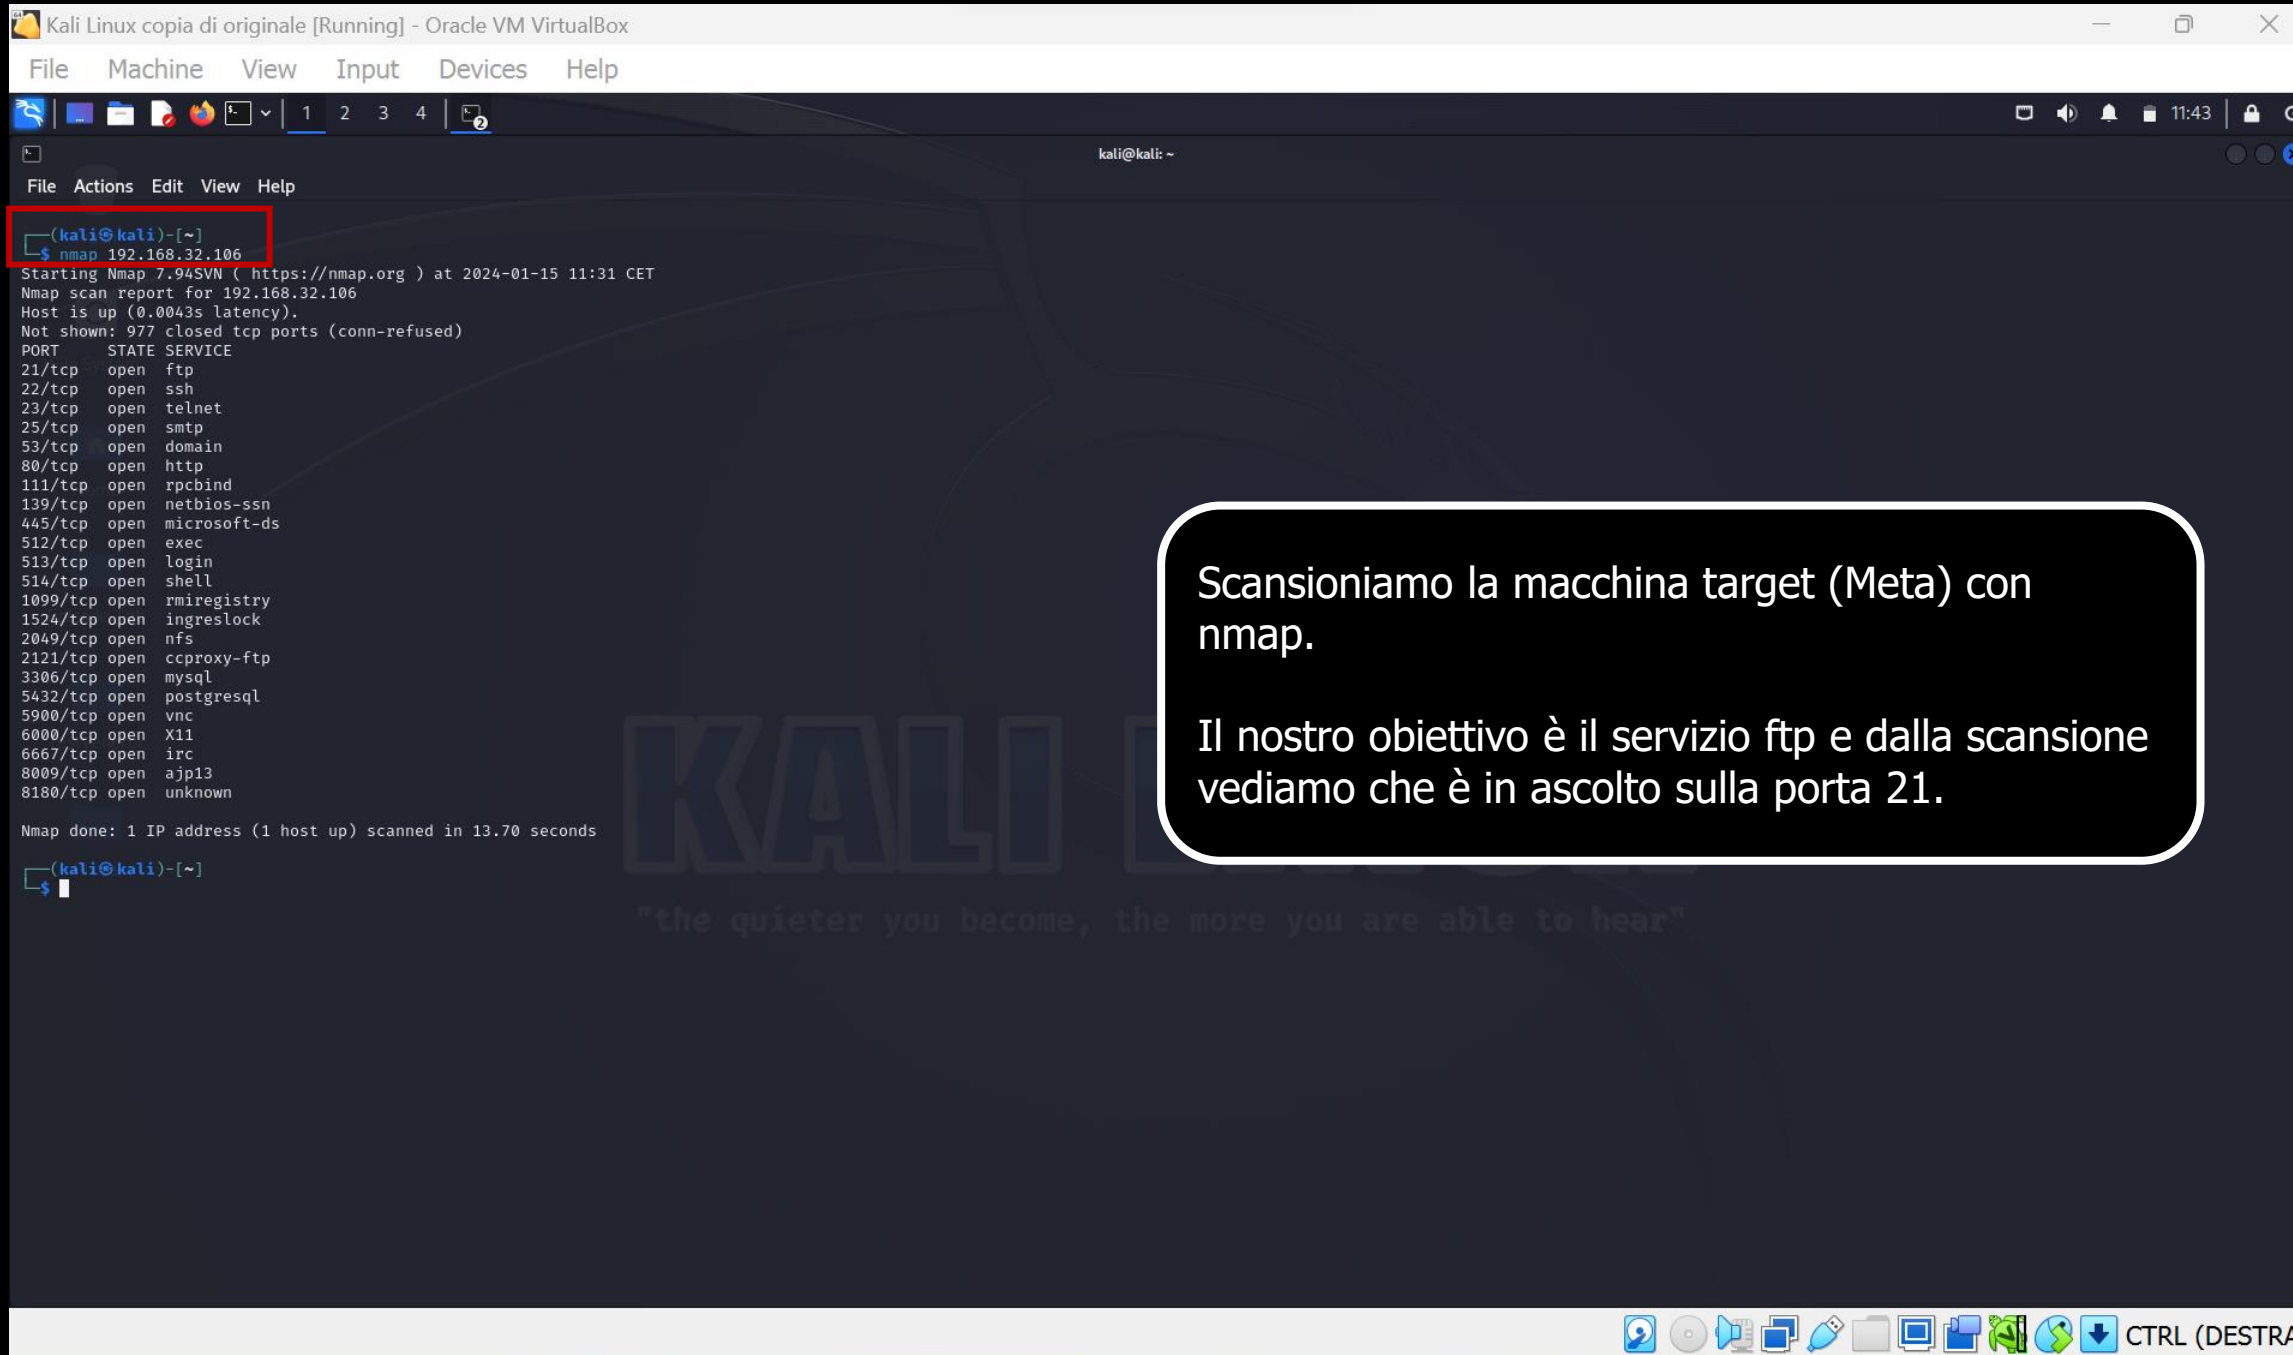 Kali Linux copia di originale [Running] - Oracle VM VirtualBox
File Machine View Input Devices Help
1 2 3 4 2 11:43
kali@kali: ~
File Actions Edit View Help
(kali㉿kali)-[~]
$ nmap 192.168.32.106
Starting Nmap 7.94SVN ( https://nmap.org ) at 2024-01-15 11:31 CET
Nmap scan report for 192.168.32.106
Host is up (0.0043s latency).
Not shown: 977 closed tcp ports (conn-refused)
PORT STATE SERVICE
21/tcp open ftp
22/tcp open ssh
23/tcp open telnet
25/tcp open smtp
53/tcp open domain
80/tcp open http
111/tcp open rpcbind
139/tcp open netbios-ssn
445/tcp open microsoft-ds
512/tcp open exec
513/tcp open login
514/tcp open shell
1099/tcp open rmiregistry
1524/tcp open ingreslock
2049/tcp open nfs
2121/tcp open ccproxy-ftp
3306/tcp open mysql
5432/tcp open postgresql
5900/tcp open vnc
6000/tcp open X11
6667/tcp open irc
8009/tcp open ajp13
8180/tcp open unknown
Nmap done: 1 IP address (1 host up) scanned in 13.70 seconds
(kali㉿kali)-[~]
$
Scansioniamo la macchina target (Meta) con
nmap.
Il nostro obiettivo è il servizio ftp e dalla scansione
vediamo che è in ascolto sulla porta 21.
KALI
"the quieter you become, the more you are able to hear"
CTRL (DESTRA